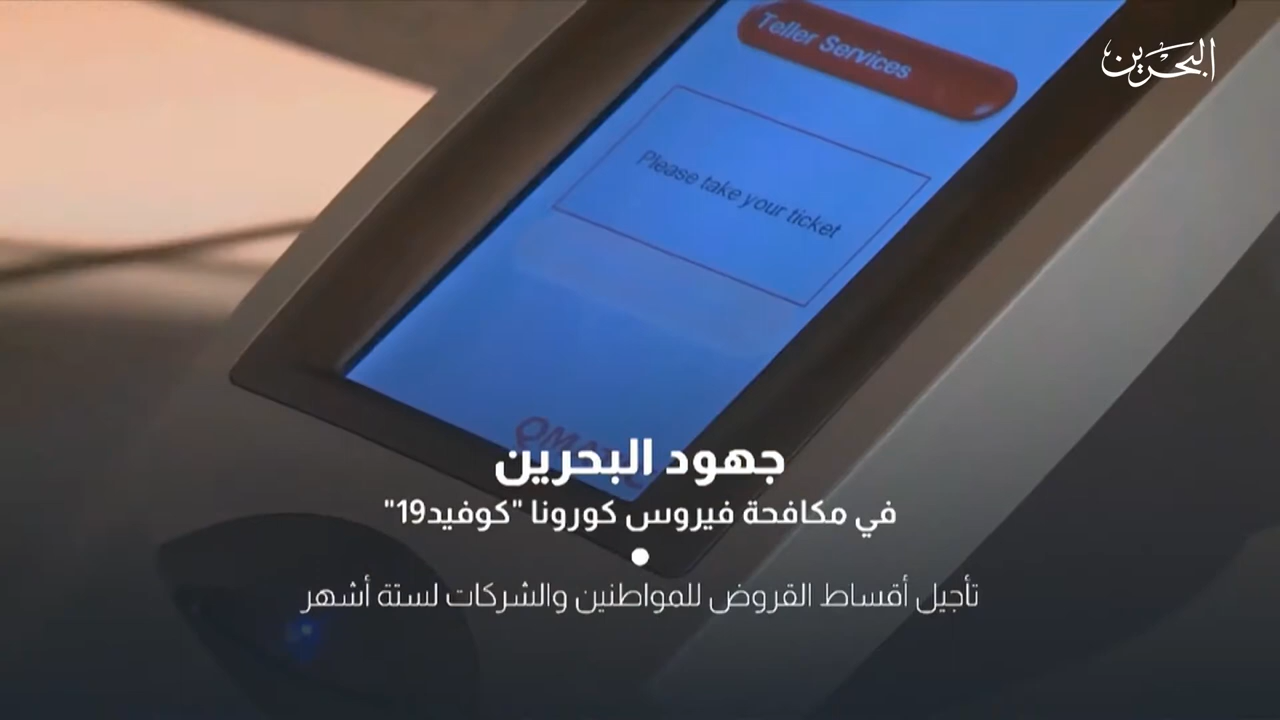 البحرين
Teller Services
Please take your ticket
جهود البحرين
في مكافحة فيروس كورونا "كوفيد19"
تأجيل أقساط القروض للمواطنين والشركات لستة أشهر